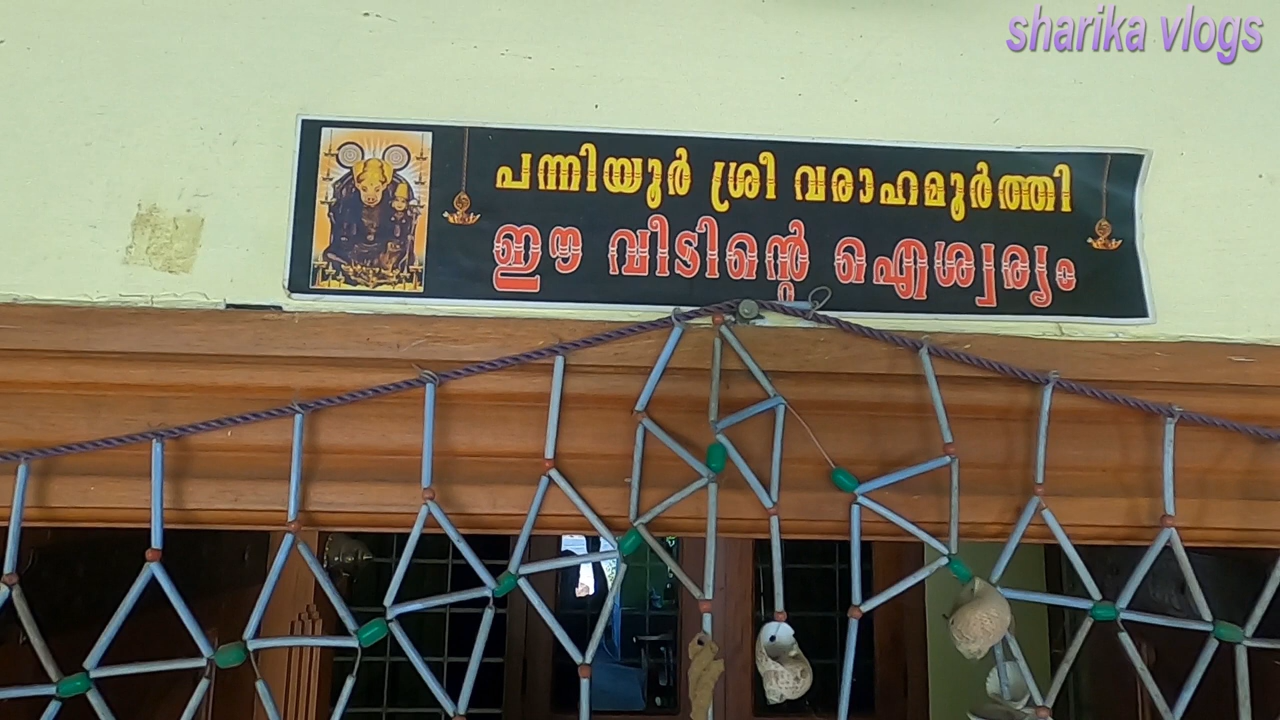 sharika vlogs
പന്നിയൂർ ശ്രീ വരാഹമൂർത്തി
ഈ വീടിന്റെ ഐശ്വര്യം